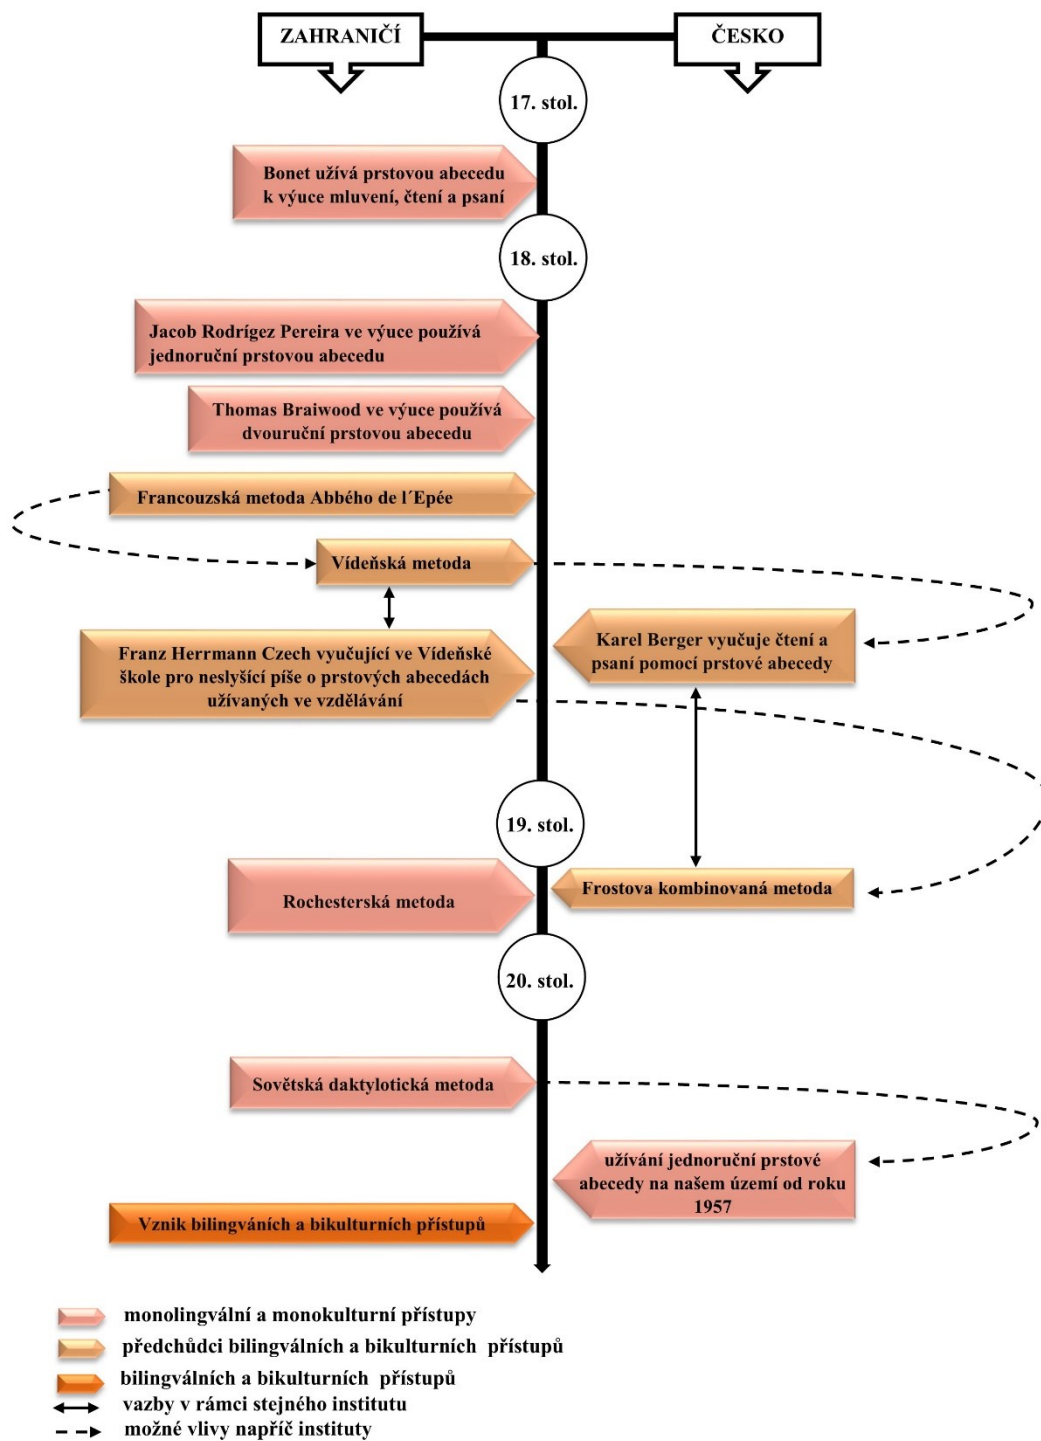 ZAHRANIČÍ
ČESKO
17. stol.
Bonet užívá prstovou abecedu
k výuce mluvení, čtení a psaní
18. stol.
Jacob Rodrígez Pereira ve výuce používá
jednoruční prstovou abecedu
Thomas Braiwood ve výuce používá
dvouruční prstovou abecedu
Francouzská metoda Abbého de l´Epée
Vídeňská metoda
Karel Berger vyučuje čtení a
psaní pomocí prstové abecedy
Franz Herrmann Czech vyučující ve Vídeňské
škole pro neslyšící píše o prstových abecedách
užívaných ve vzdělávání
19. stol.
Rochesterská metoda
Frostova kombinovaná metoda
20. stol.
Sovětská daktylotická metoda
užívání jednoruční prstové
abecedy na našem území od roku
1957
Vznik bilingváních a bikulturních přístupů
monolingvální a monokulturní přístupy
předchůdci bilingválních a bikulturních přístupů
bilingválních a bikulturních přístupů
vazby v rámci stejného institutu
možné vlivy napříč instituty